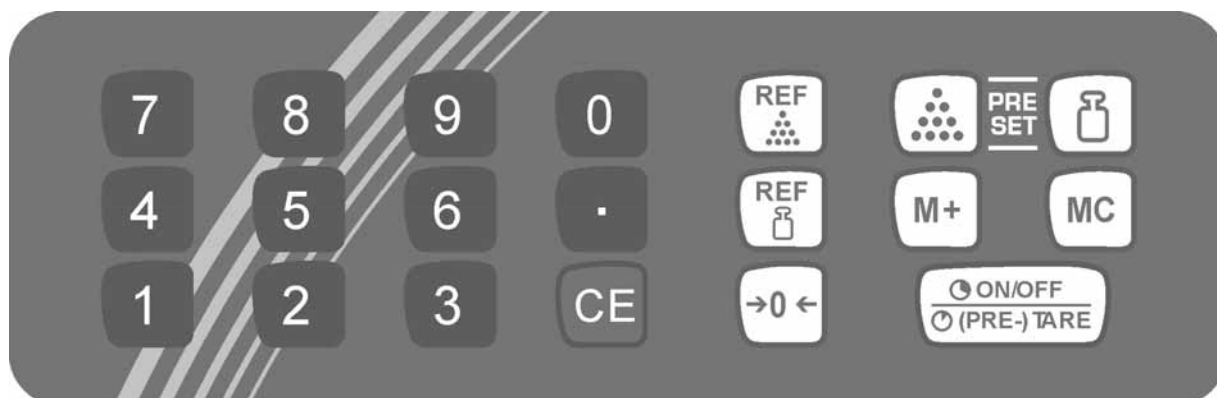 7 8 9 0 REF PRE SET
4 5 6 . REF M+ MC
1 2 3 CE →0← ON/OFF
(PRE-) TARE